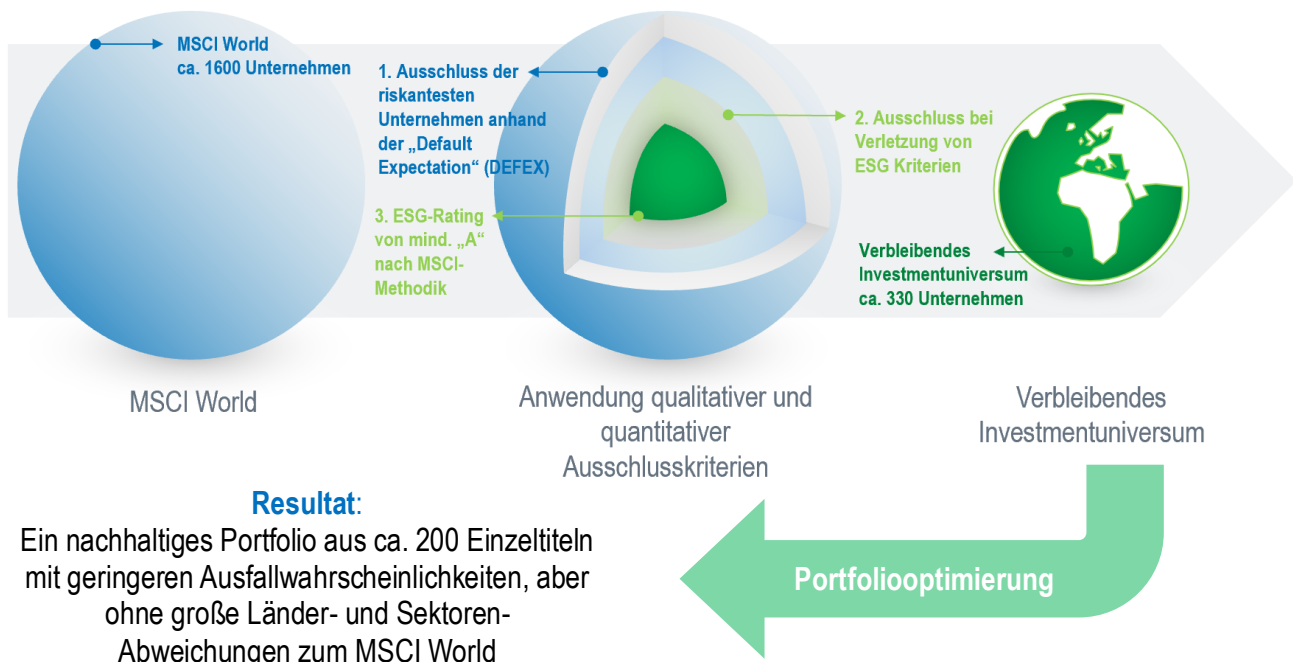 MSCI World
ca. 1600 Unternehmen
1. Ausschluss der
riskantesten
Unternehmen anhand
der „Default
Expectation“ (DEFEX)
2. Ausschluss bei
Verletzung von
ESG Kriterien
3. ESG-Rating
von mind. „A“
nach MSCI-
Methodik
Verbleibendes
Investmentuniversum
ca. 330 Unternehmen
MSCI World
Anwendung qualitativer und
quantitativer
Ausschlusskriterien
Verbleibendes
Investmentuniversum
Resultat:
Ein nachhaltiges Portfolio aus ca. 200 Einzeltiteln
mit geringeren Ausfallwahrscheinlichkeiten, aber
ohne große Länder- und Sektoren-
Abweichungen zum MSCI World
Portfoliooptimierung